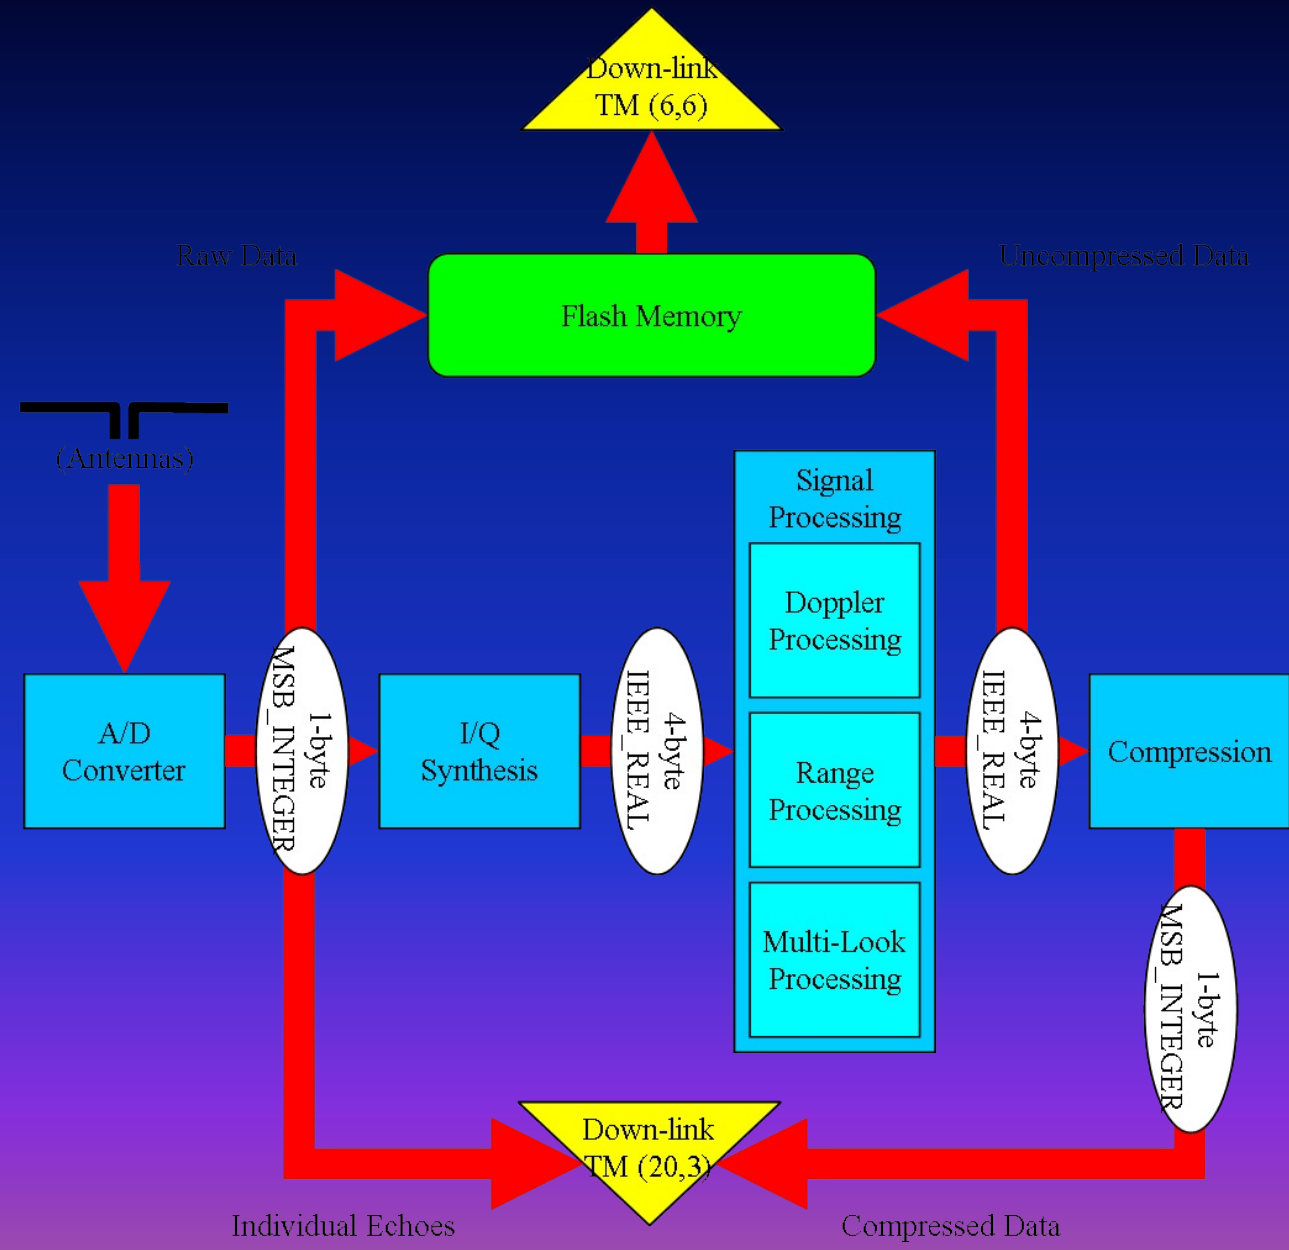 Down-link
TM (6,6)
Raw Data
Uncompressed Data
Flash Memory
(Antennas)
Signal
Processing
Doppler
Processing
1-byte
MSB_INTEGER
4-byte
IEEE_REAL
4-byte
IEEE_REAL
A/D
Converter
I/Q
Synthesis
Range
Processing
Compression
Multi-Look
Processing
1-byte
MSB_INTEGER
Down-link
TM (20,3)
Individual Echoes
Compressed Data